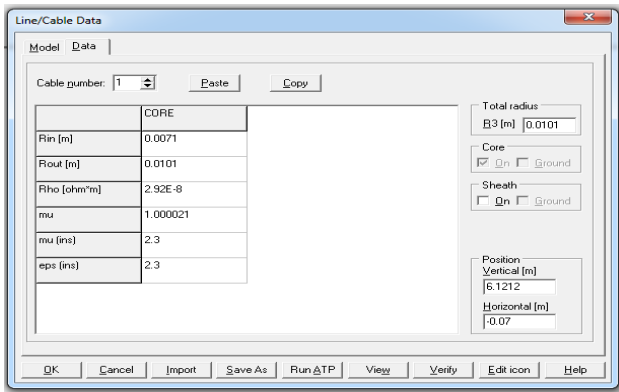 Line/Cable Data
Model Data
Cable number: 1 Paste Copy
CORE
Rin [m] 0.0071
Rout [m] 0.0101
Rho [ohm*m] 2.92E-8
mu 1.000021
mu (ins) 2.3
eps (ins) 2.3
Total radius
R3 [m] 0.0101
Core
On Ground
Sheath
On Ground
Position
Vertical [m]
6.1212
Horizontal [m]
-0.07
OK Cancel Import Save As Run ATP View Verify Edit icon Help